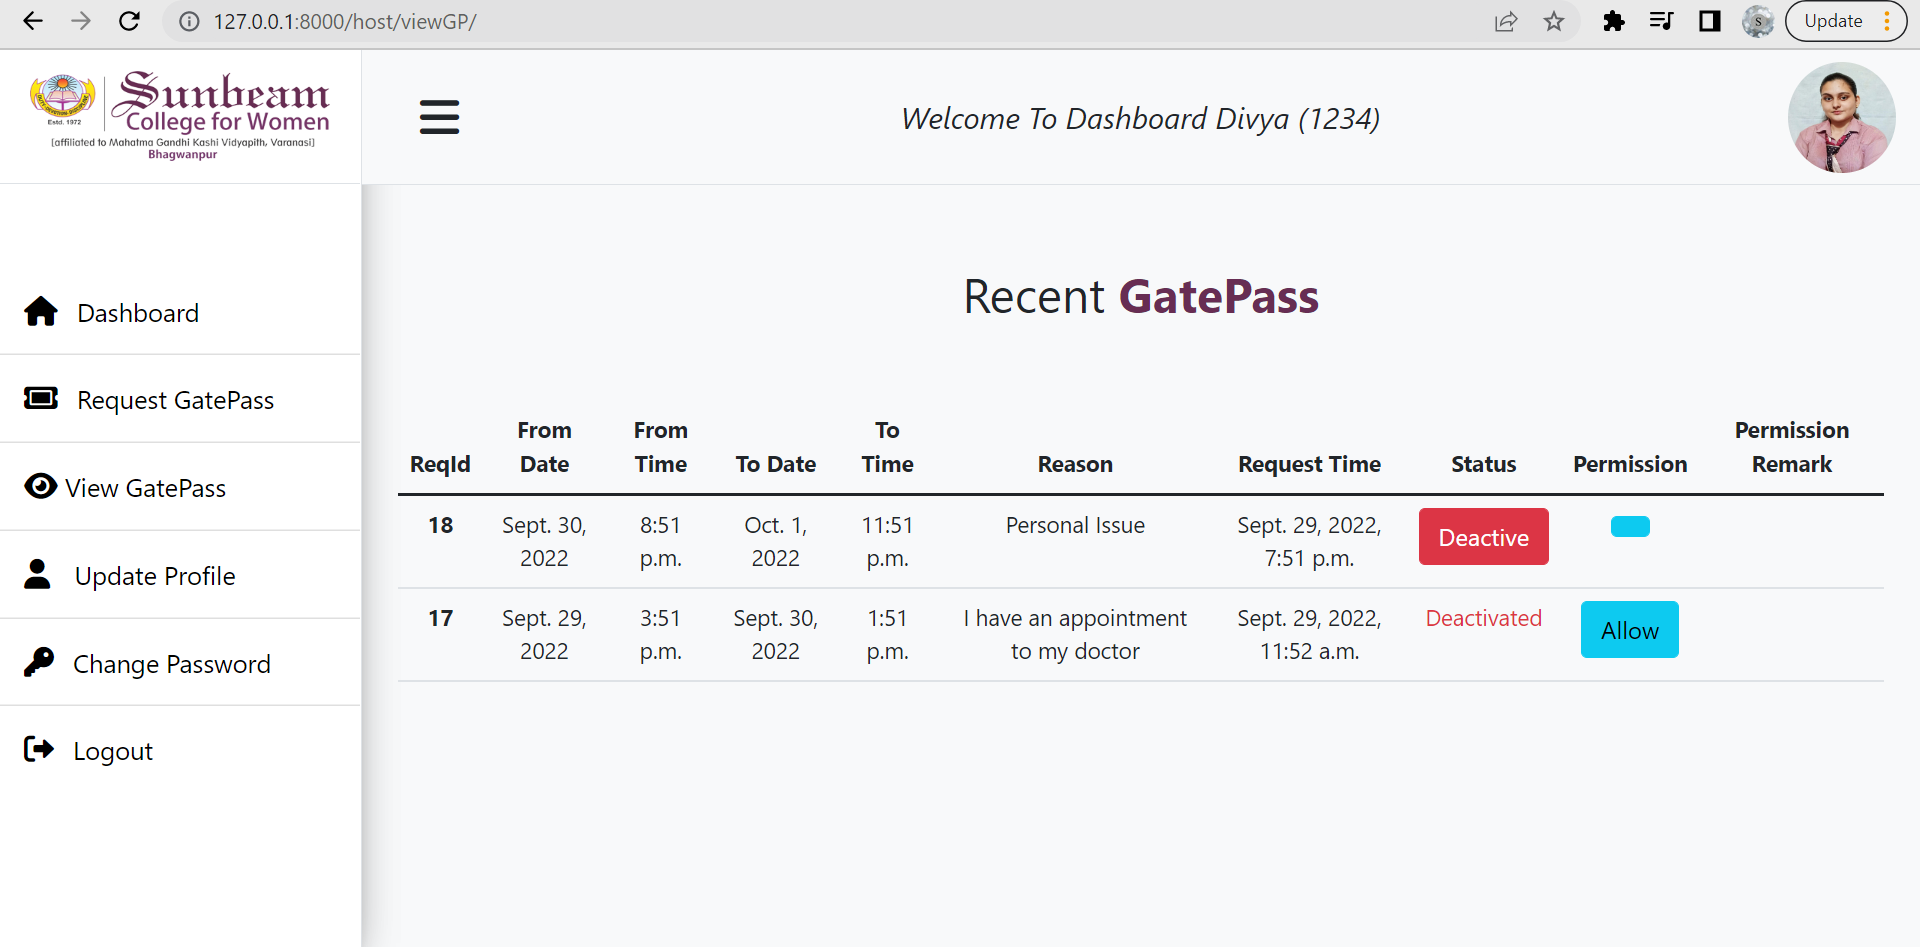 127.0.0.1:8000/host/viewGP/
S
Update
Sunbeam
College for Women
Estd. 1972
[affiliated to Mahatma Gandhi Kashi Vidyapith, Varanasi]
Bhagwanpur
Welcome To Dashboard Divya (1234)
Dashboard
Request GatePass
View GatePass
Update Profile
Change Password
Logout
Recent GatePass
ReqId From Date From Time To Date To Time Reason Request Time Status Permission Permission Remark
18 Sept. 30, 2022 8:51 p.m. Oct. 1, 2022 11:51 p.m. Personal Issue Sept. 29, 2022, 7:51 p.m. Deactive
17 Sept. 29, 2022 3:51 p.m. Sept. 30, 2022 1:51 p.m. I have an appointment to my doctor Sept. 29, 2022, 11:52 a.m. Deactivated Allow